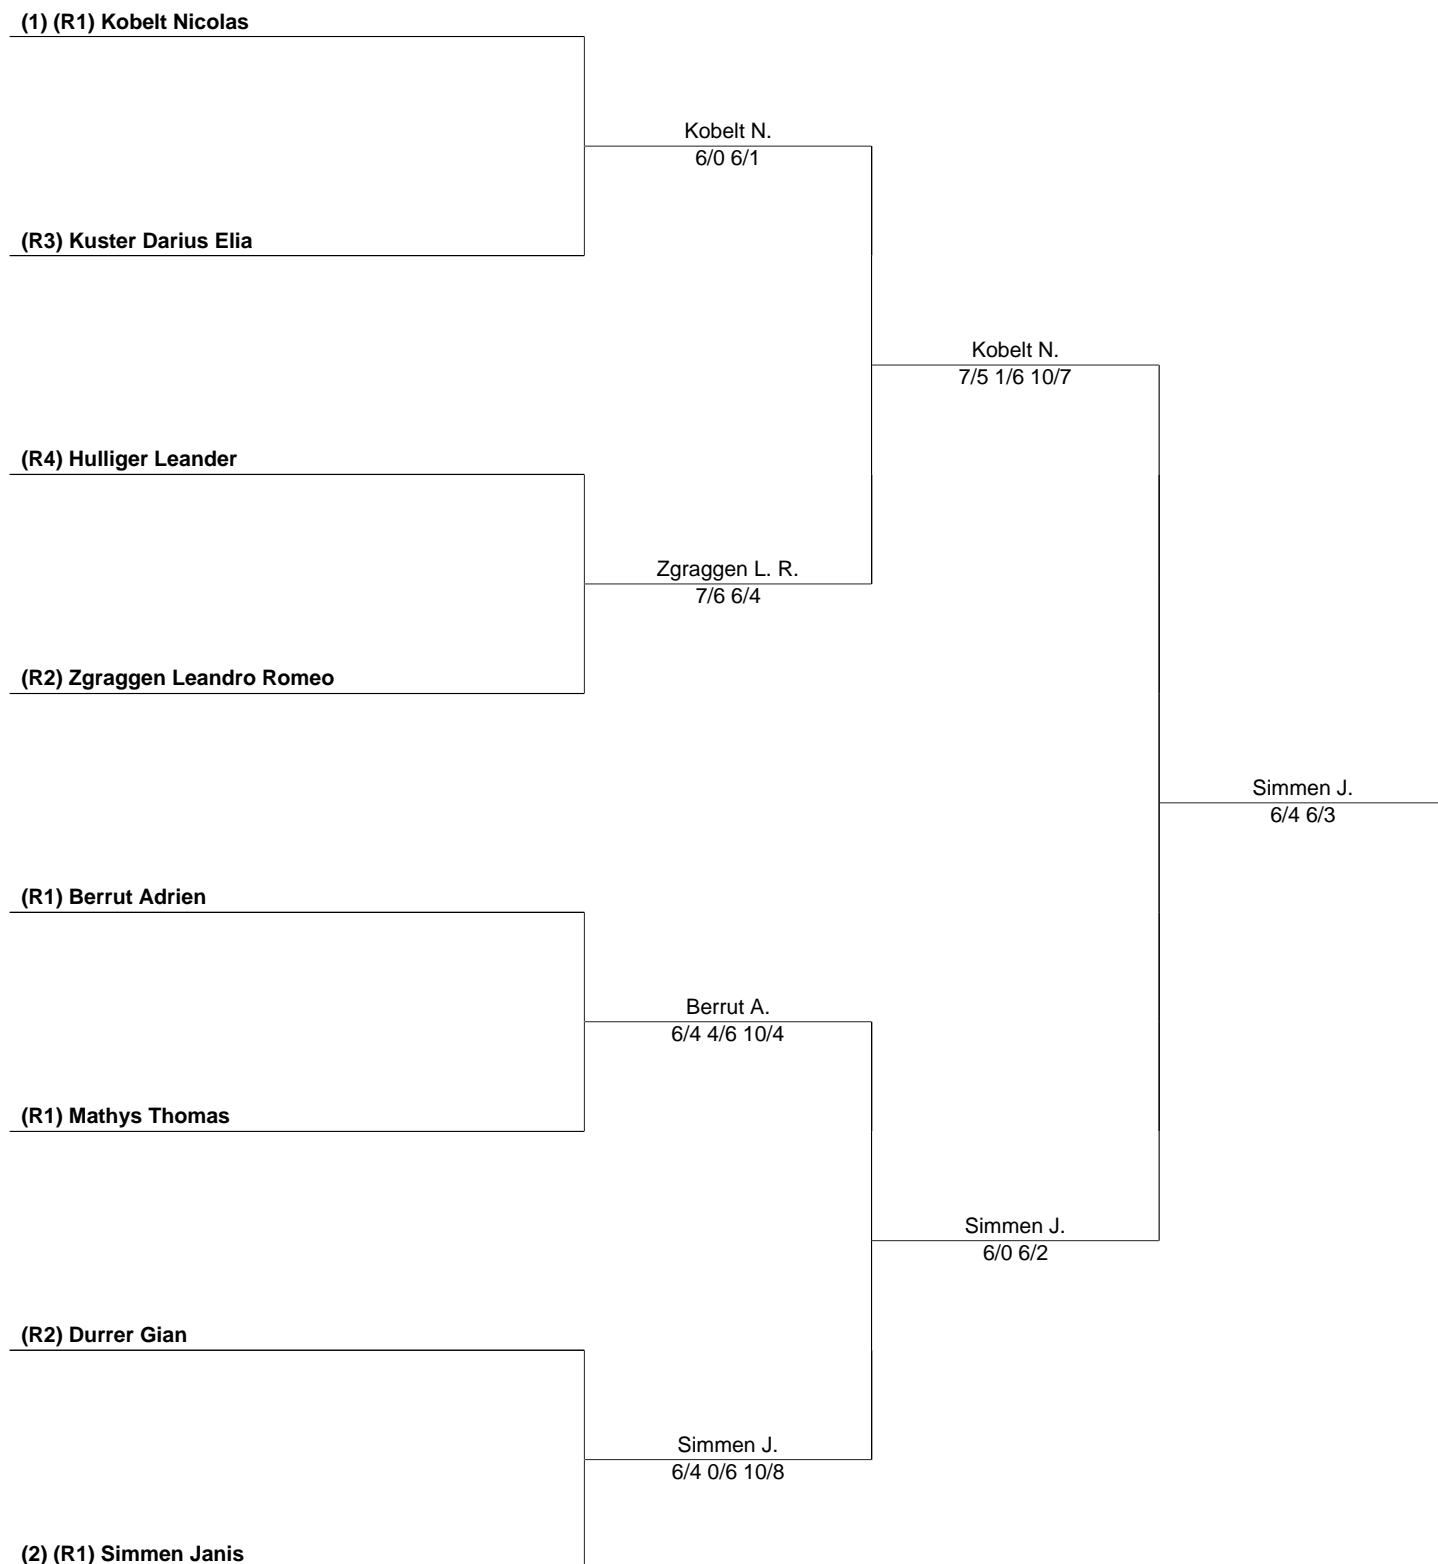 (1) (R1) Kobelt Nicolas
Kobelt N.
6/0 6/1
(R3) Kuster Darius Elia
Kobelt N.
7/5 1/6 10/7
(R4) Hulliger Leander
Zgraggen L. R.
7/6 6/4
(R2) Zgraggen Leandro Romeo
Simmen J.
6/4 6/3
(R1) Berrut Adrien
Berrut A.
6/4 4/6 10/4
(R1) Mathys Thomas
Simmen J.
6/0 6/2
(R2) Durrer Gian
Simmen J.
6/4 0/6 10/8
(2) (R1) Simmen Janis